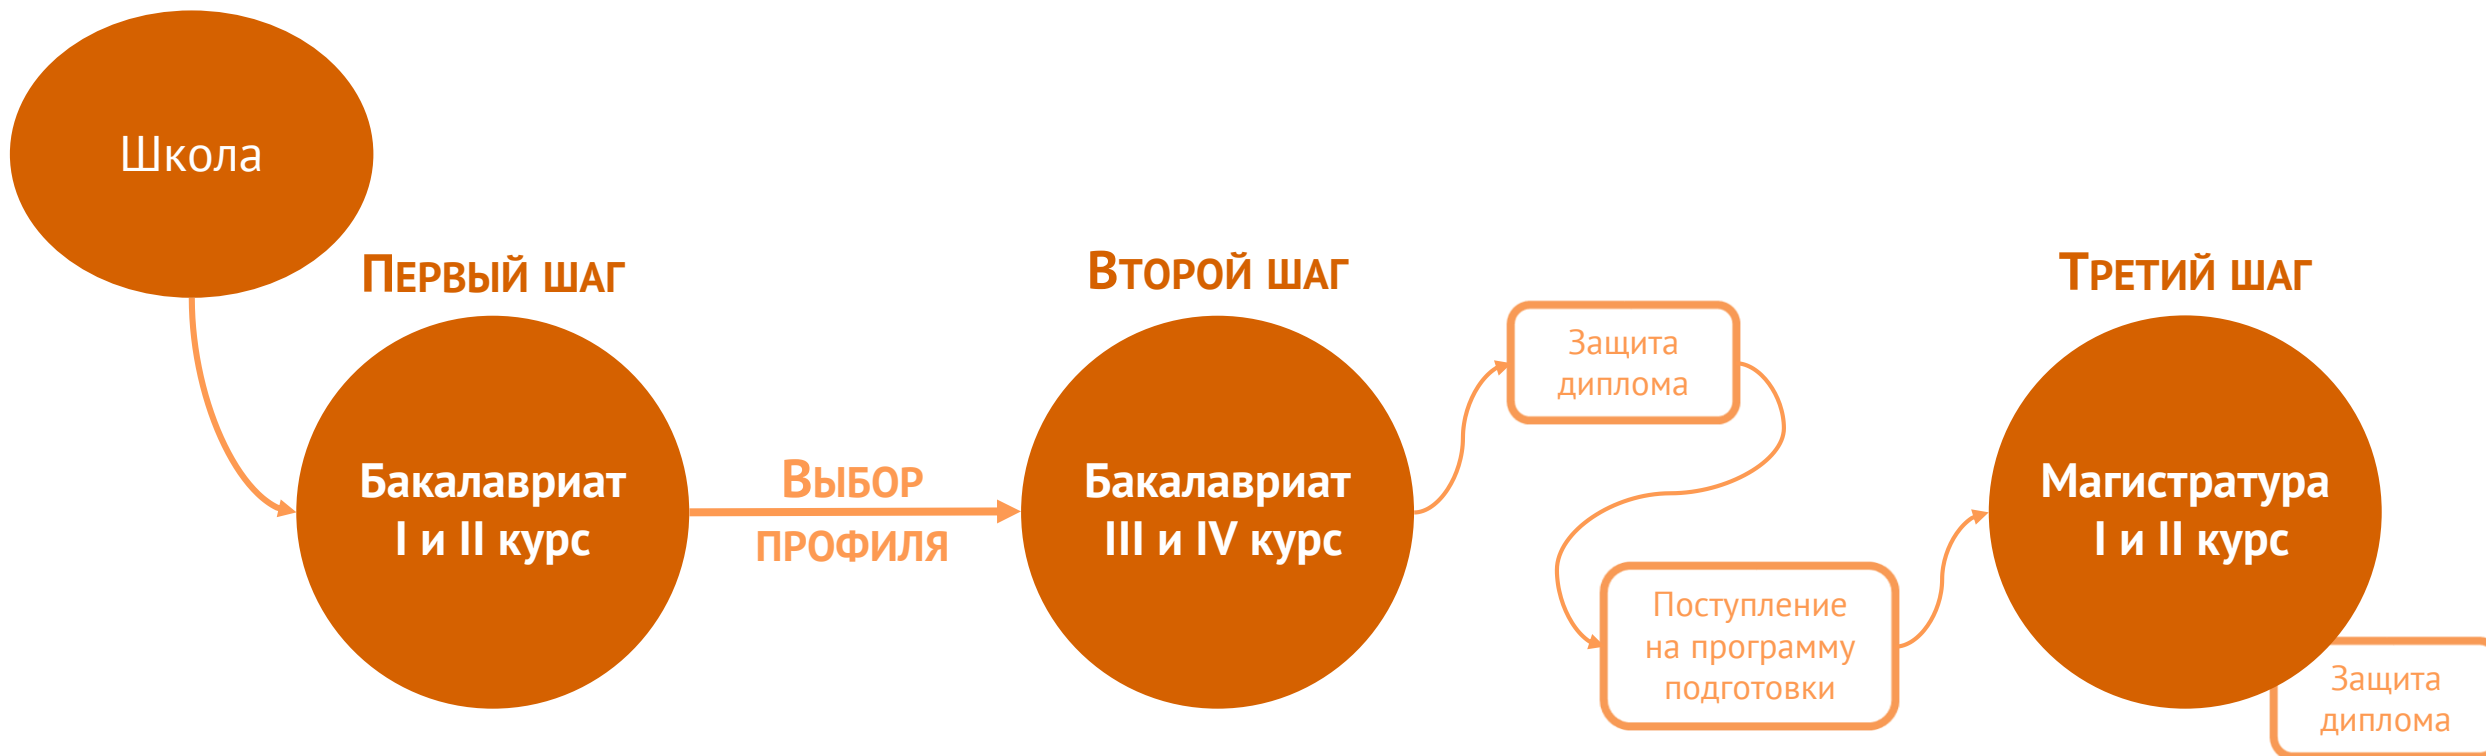 Школа
Первый шаг
Бакалавриат
I и II курс
Выбор
профиля
Второй шаг
Бакалавриат
III и IV курс
Защита
диплома
Поступление
на программу
подготовки
Третий шаг
Магистратура
I и II курс
Защита
диплома